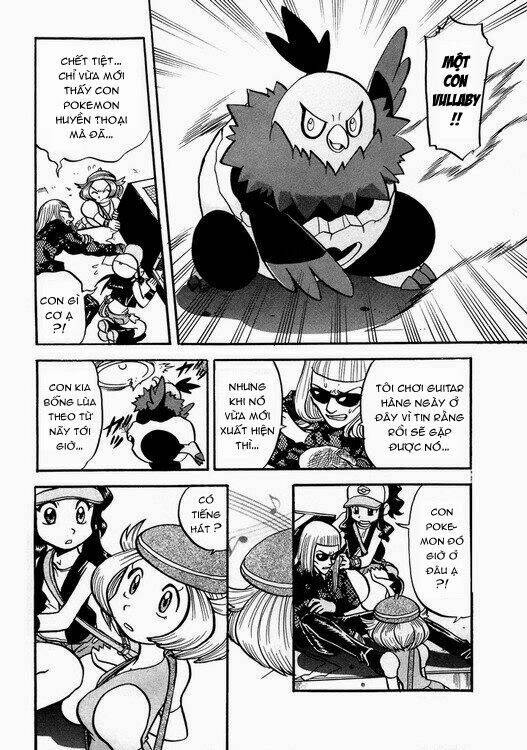 MỘT
CON
VULLABY
!!
CHẾT TIỆT...
CHỈ VỪA MỚI
THẤY CON
POKEMON
HUYỀN THOẠI
MÀ ĐÃ...
CON GÌ
CƠ Ạ
?!
TÔI CHƠI GUITAR
HÀNG NGÀY Ở
ĐÂY VÌ TIN RẰNG
RỒI SẼ GẶP
ĐƯỢC NÓ...
NHƯNG
KHI NÓ
VỪA MỚI
XUẤT HIỆN
THÌ...
CON KIA
BỖNG LÙA
THEO TỪ
NÃY TỚI
GIỜ...
CON
POKE-
MON ĐÓ
GIỜ Ở
ĐÂU Ạ
?!
CÓ
TIẾNG
HÁT?